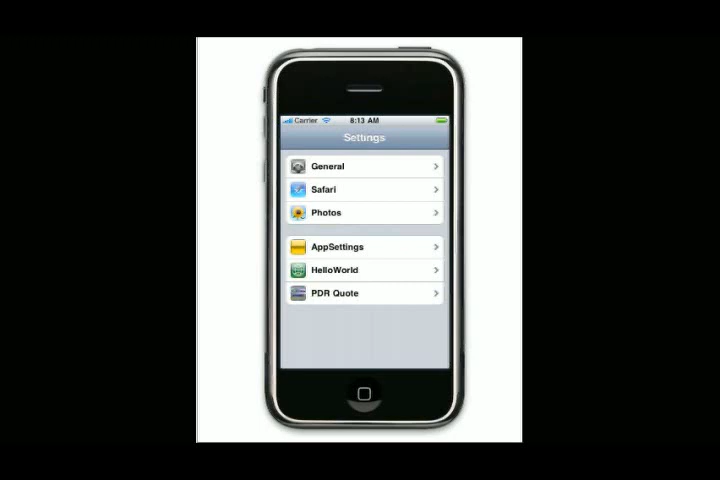 Carrier 8:13 AM
Settings
General
Safari
Photos
AppSettings
HelloWorld
PDR Quote